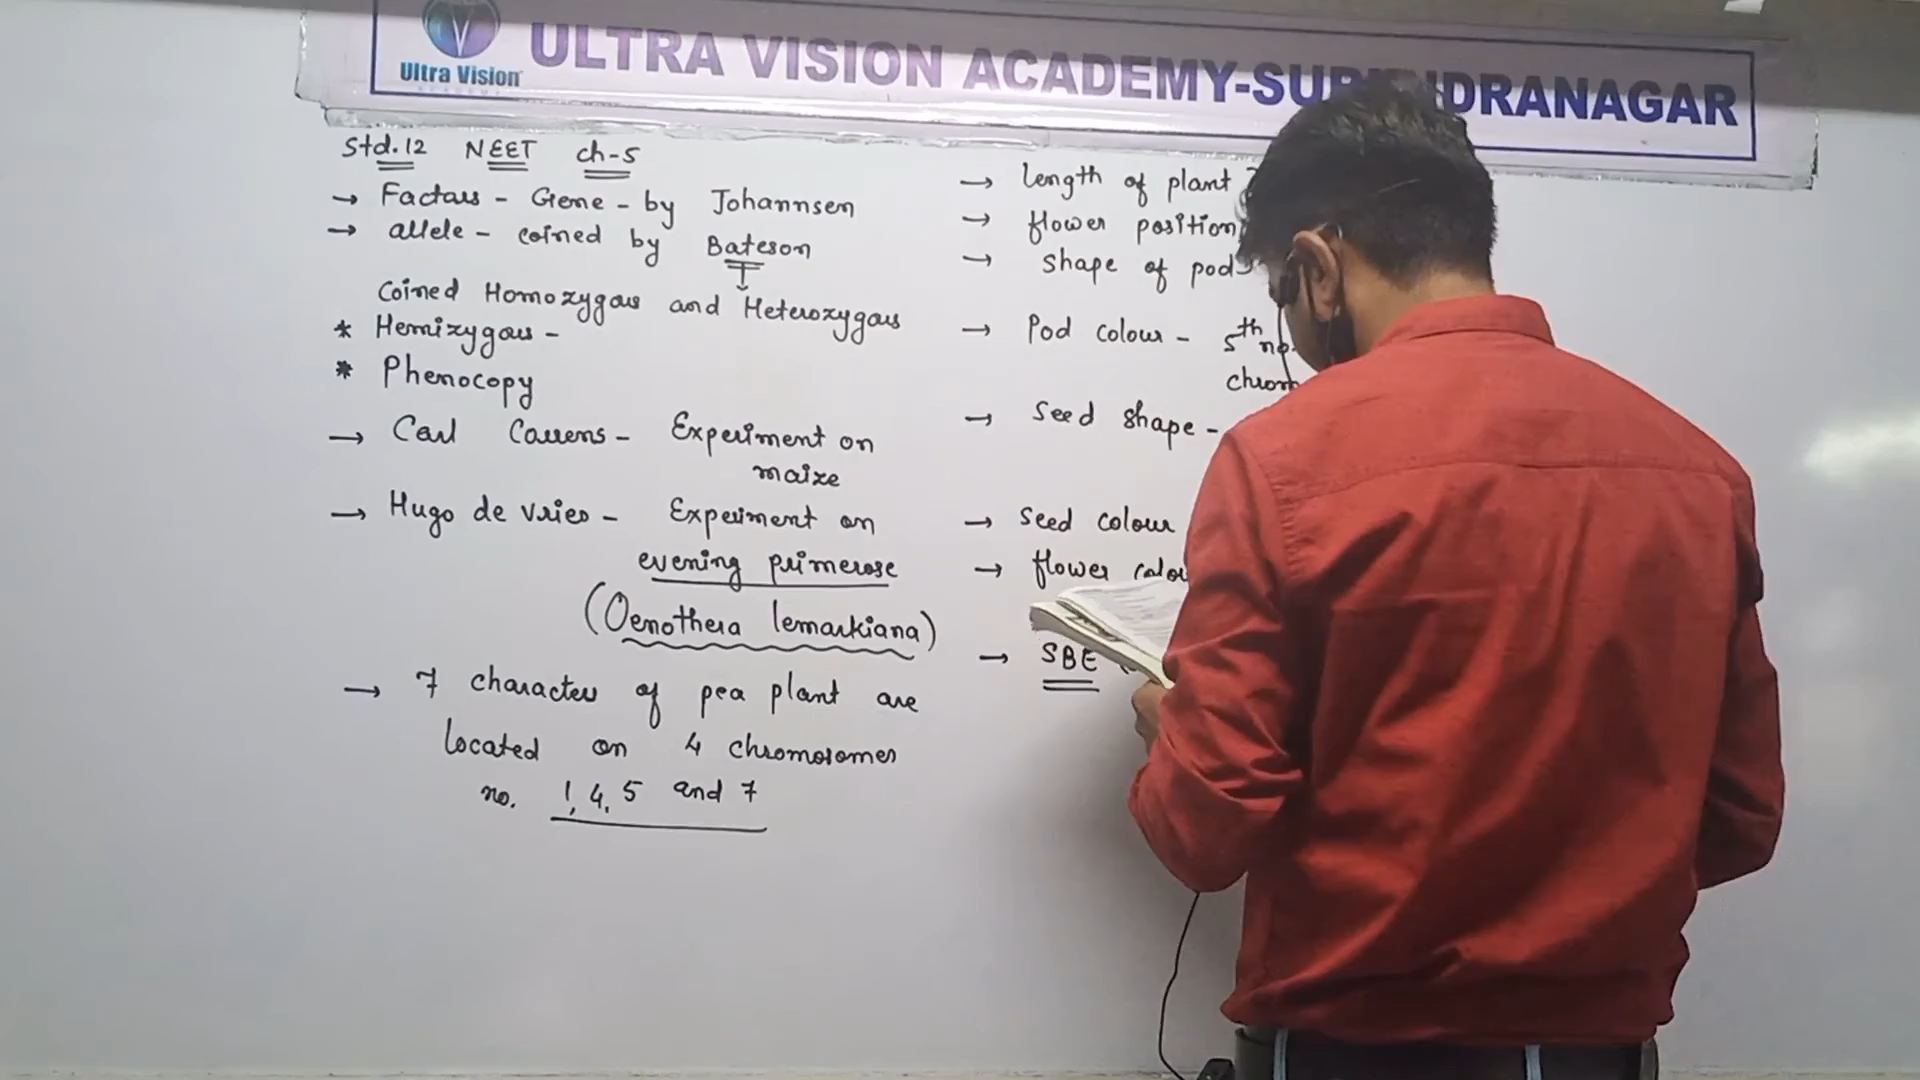 Ultra Vision
ULTRA VISION ACADEMY-SURENDRANAGAR
Std.12 NEET ch-5
→ Factors - Gene - by Johannsen
→ allele - coined by Bateson
Coined Homozygous and Heterozygous
* Hemizygous -
* Phenocopy
→ Carl Correns - Experiment on
maize
→ Hugo de Vries - Experiment on
evening primerose
(Oenothera lemarkiana)
→ 7 character of pea plant are
located on 4 chromosomes
no. 1, 4, 5 and 7
→ length of plant
→ flower position
→ shape of pod
→ Pod colour - 5th no.
chrom
→ Seed shape -
→ Seed colour
→ flower colou
→ SBE (